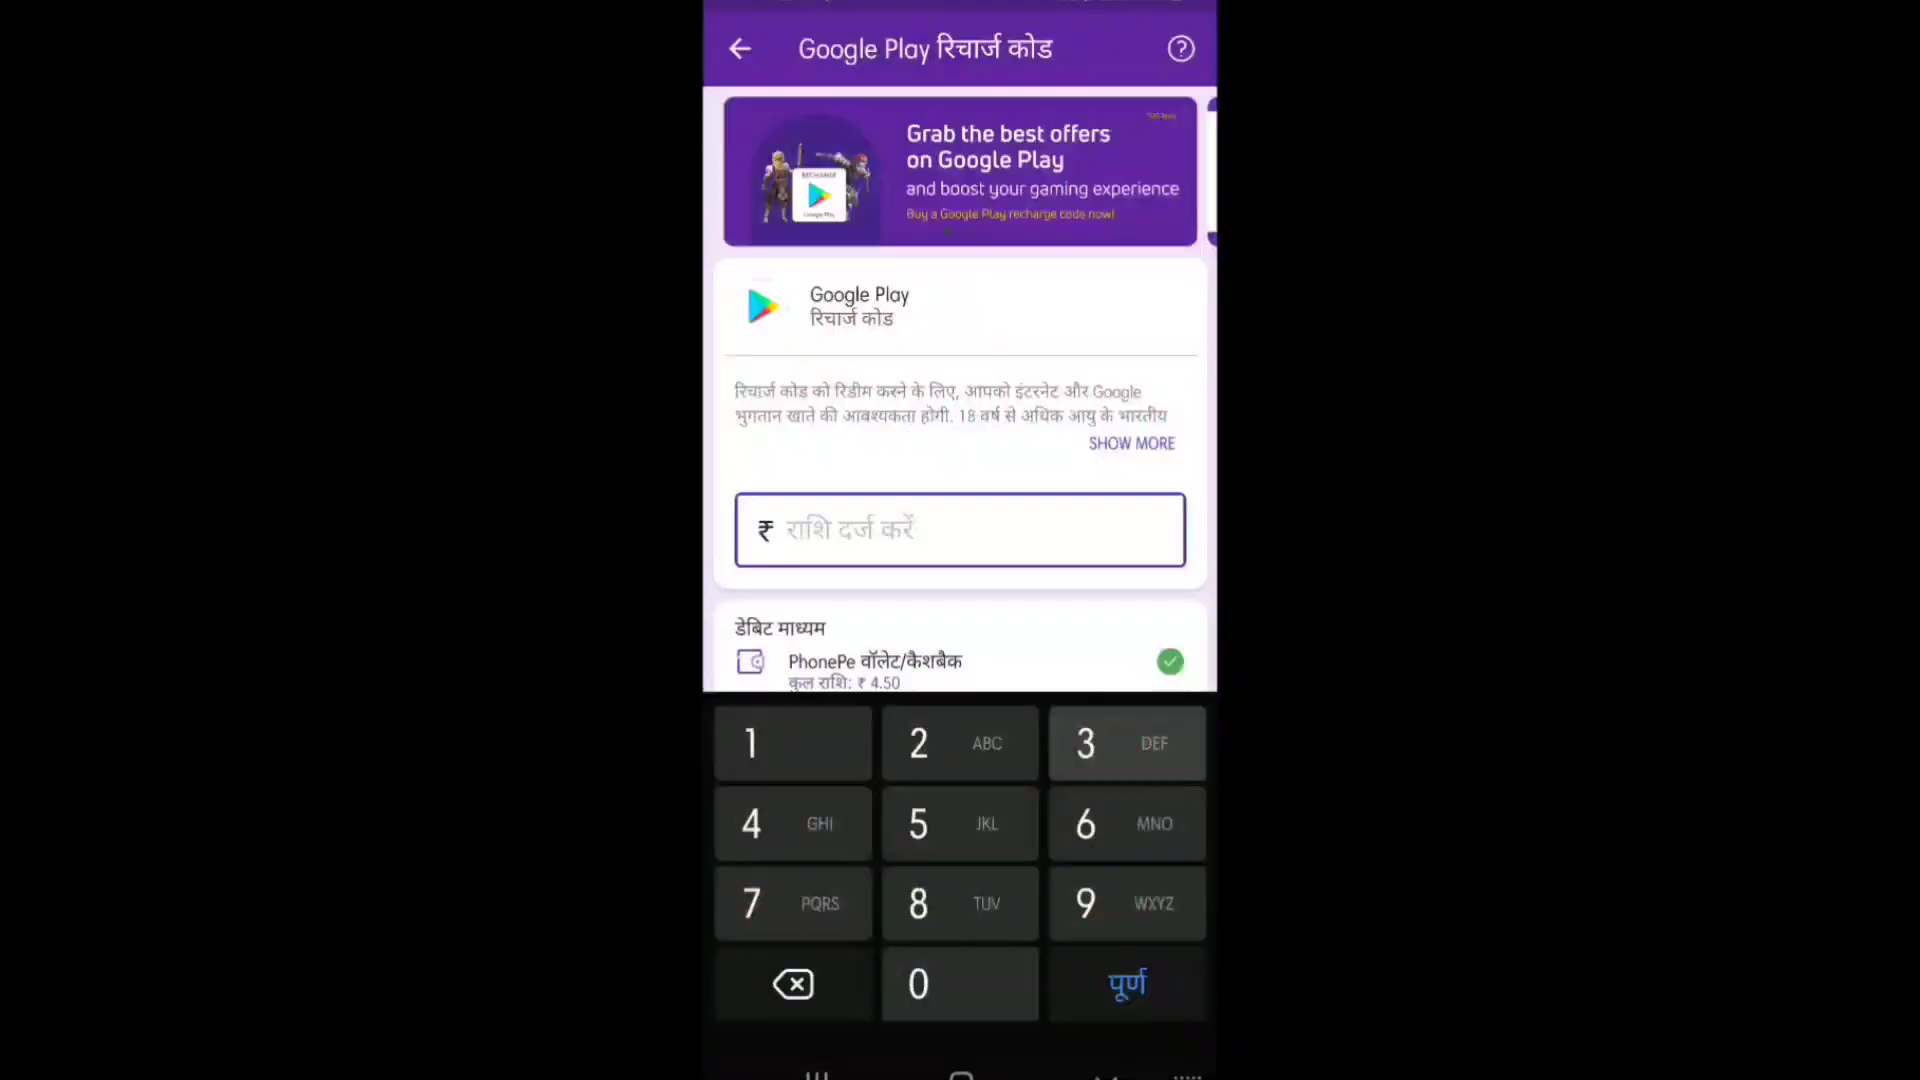 Google Play रिचार्ज कोड
Grab the best offers
on Google Play
and boost your gaming experience
Buy a Google Play recharge code now!
RECHARGE
Google Play
Google Play
रिचार्ज कोड
रिचार्ज कोड को रिडीम करने के लिए, आपको इंटरनेट और Google
भुगतान खाते की आवश्यकता होगी. 18 वर्ष से अधिक आयु के भारतीय
SHOW MORE
₹ राशि दर्ज करें
डेबिट माध्यम
PhonePe वॉलेट/कैशबैक
कुल राशि: ₹ 4.50
1
2 ABC
3 DEF
4 GHI
5 JKL
6 MNO
7 PQRS
8 TUV
9 WXYZ
0
पूर्ण